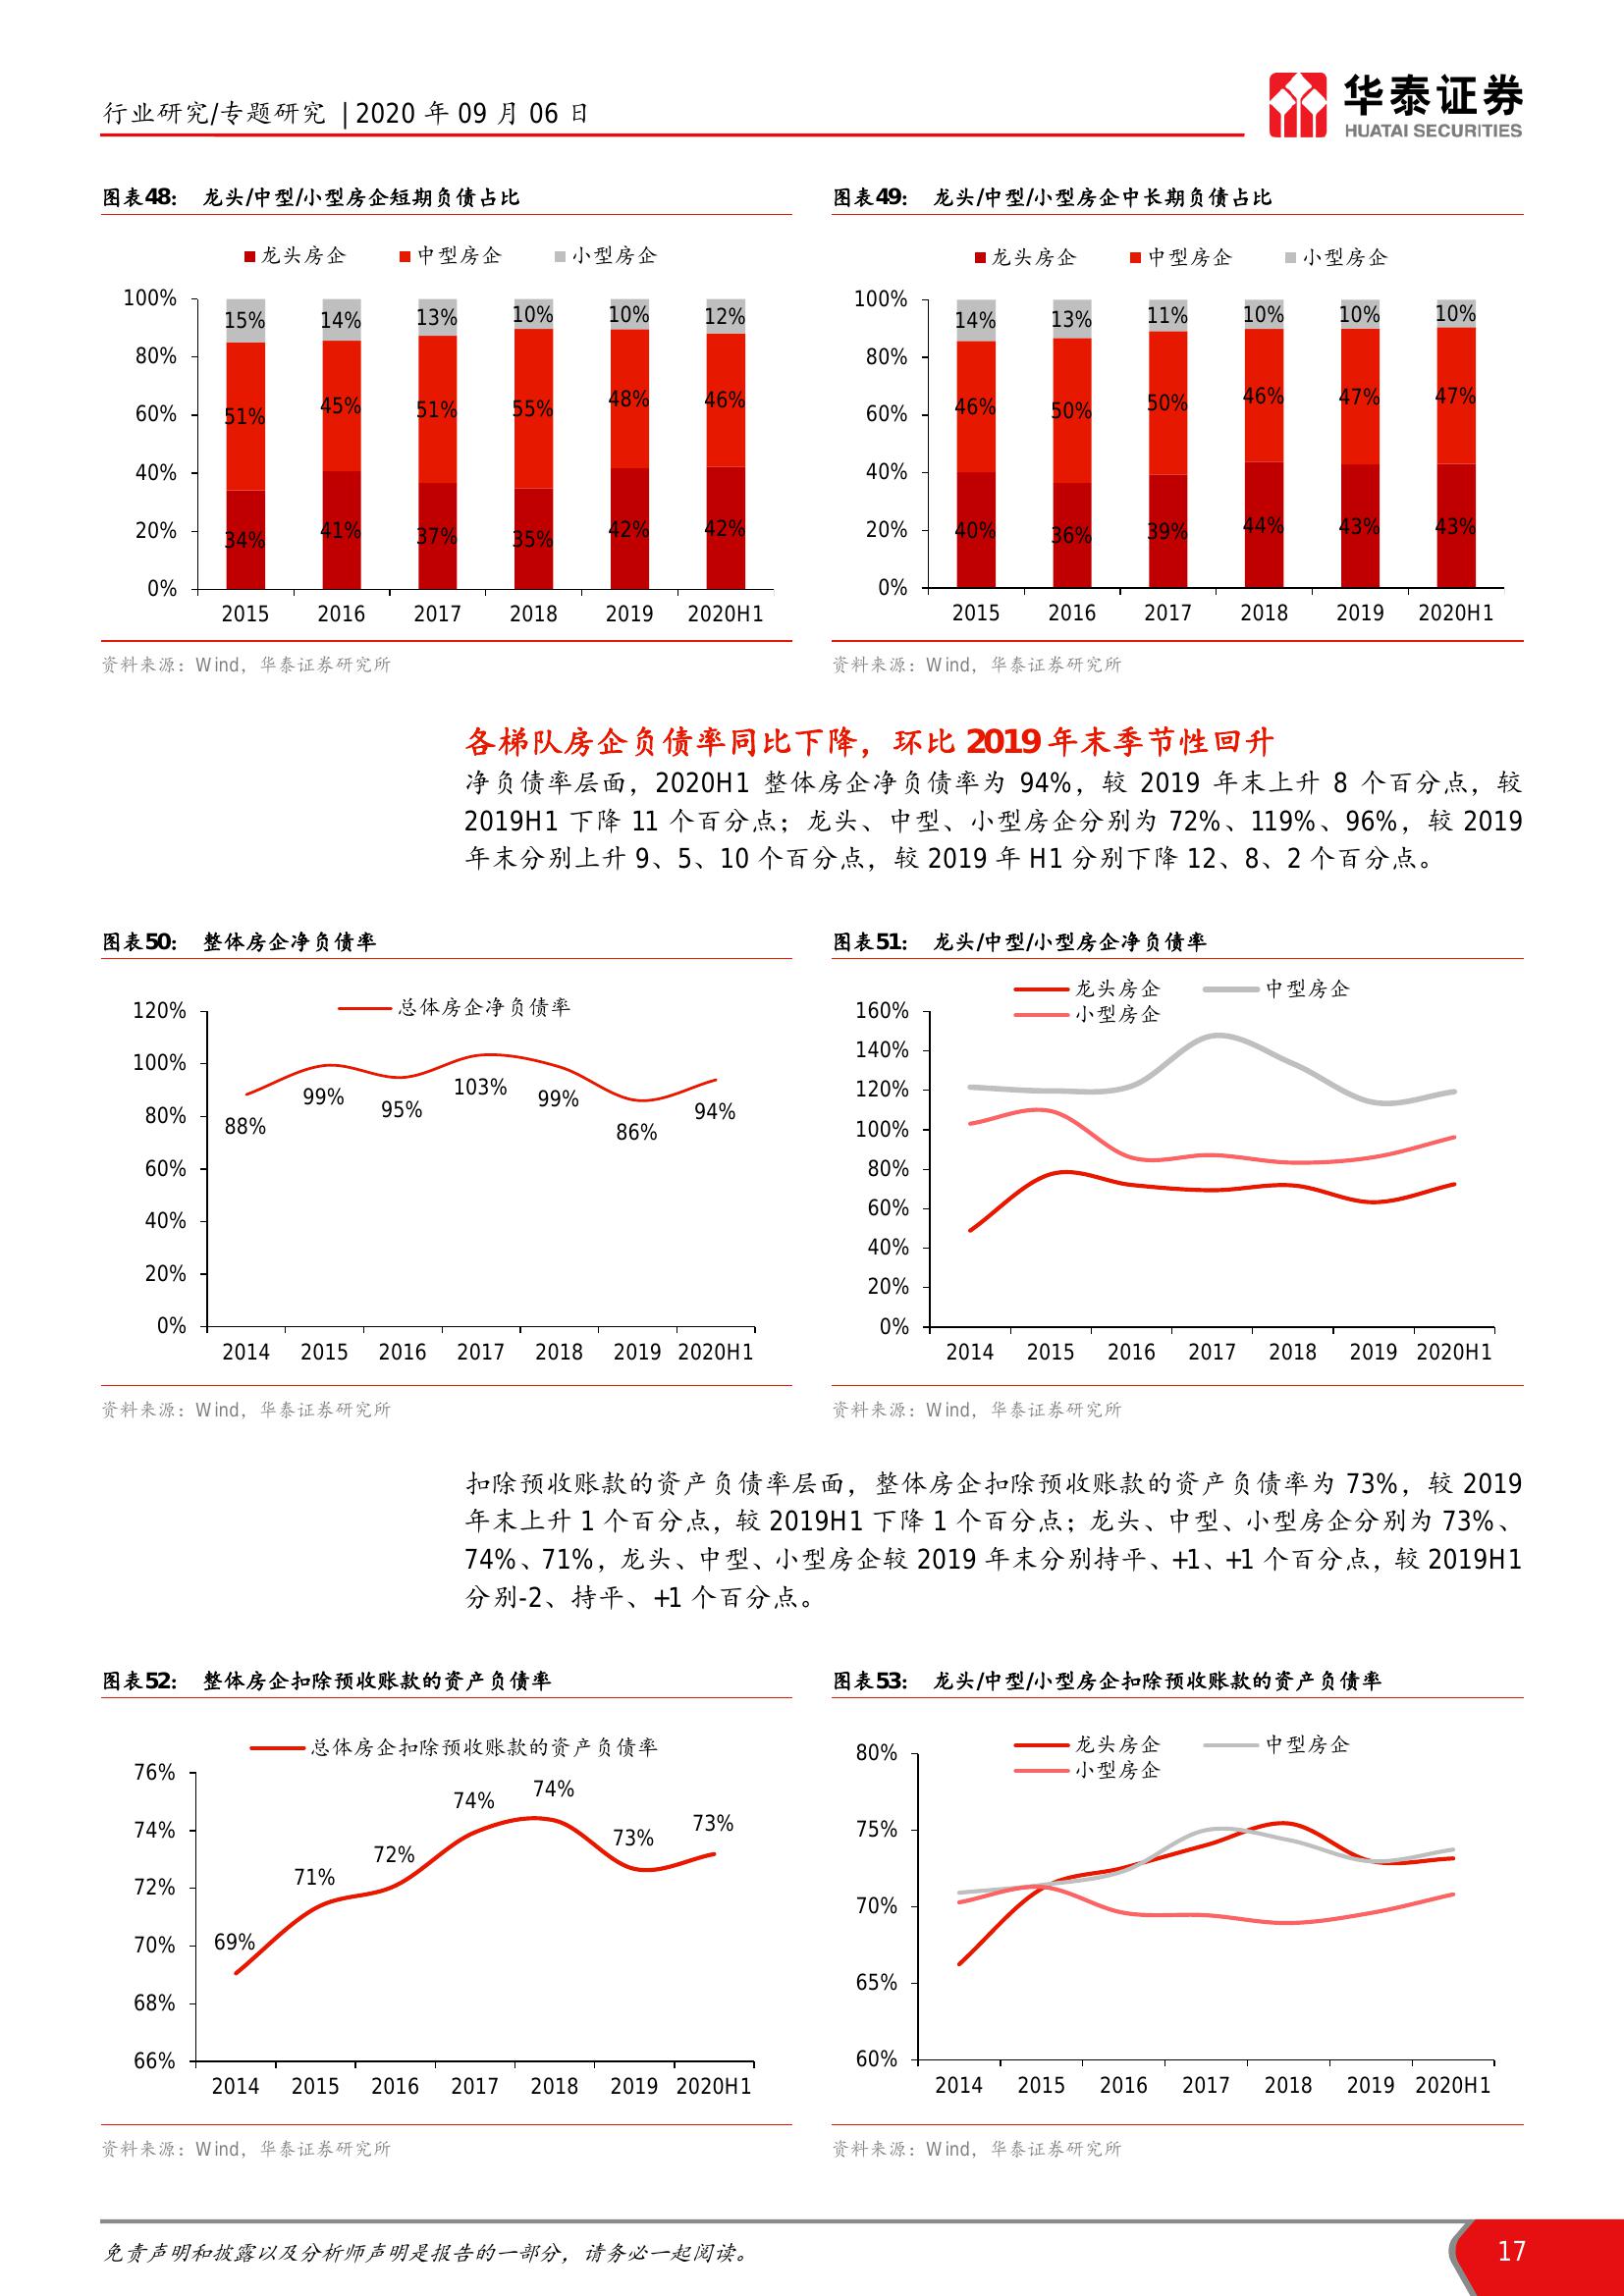 行业研究/专题研究 | 2020 年 09 月 06 日
华泰证券
HUATAI SECURITIES
图表48： 龙头/中型/小型房企短期负债占比
龙头房企 中型房企 小型房企
100%
80%
60%
40%
20%
0%
15% 14% 13% 10% 10% 12%
51% 45% 51% 55% 48% 46%
34% 41% 37% 35% 42% 42%
2015 2016 2017 2018 2019 2020H1
资料来源：Wind，华泰证券研究所
图表49： 龙头/中型/小型房企中长期负债占比
龙头房企 中型房企 小型房企
100%
80%
60%
40%
20%
0%
14% 13% 11% 10% 10% 10%
46% 50% 50% 46% 47% 47%
40% 36% 39% 44% 43% 43%
2015 2016 2017 2018 2019 2020H1
资料来源：Wind，华泰证券研究所
各梯队房企负债率同比下降，环比 2019 年末季节性回升
净负债率层面，2020H1 整体房企净负债率为 94%，较 2019 年末上升 8 个百分点，较
2019H1 下降 11 个百分点；龙头、中型、小型房企分别为 72%、119%、96%，较 2019
年末分别上升 9、5、10 个百分点，较 2019 年 H1 分别下降 12、8、2 个百分点。
图表50： 整体房企净负债率
总体房企净负债率
120%
100%
80%
60%
40%
20%
0%
88% 99% 95% 103% 99% 86% 94%
2014 2015 2016 2017 2018 2019 2020H1
资料来源：Wind，华泰证券研究所
图表51： 龙头/中型/小型房企净负债率
龙头房企 中型房企
小型房企
160%
140%
120%
100%
80%
60%
40%
20%
0%
2014 2015 2016 2017 2018 2019 2020H1
资料来源：Wind，华泰证券研究所
扣除预收账款的资产负债率层面，整体房企扣除预收账款的资产负债率为 73%，较 2019
年末上升 1 个百分点，较 2019H1 下降 1 个百分点；龙头、中型、小型房企分别为 73%、
74%、71%，龙头、中型、小型房企较 2019 年末分别持平、+1、+1 个百分点，较 2019H1
分别-2、持平、+1 个百分点。
图表52： 整体房企扣除预收账款的资产负债率
总体房企扣除预收账款的资产负债率
76%
74%
72%
70%
68%
66%
69% 71% 72% 74% 74% 73% 73%
2014 2015 2016 2017 2018 2019 2020H1
资料来源：Wind，华泰证券研究所
图表53： 龙头/中型/小型房企扣除预收账款的资产负债率
龙头房企 中型房企
小型房企
80%
75%
70%
65%
60%
2014 2015 2016 2017 2018 2019 2020H1
资料来源：Wind，华泰证券研究所
免责声明和披露以及分析师声明是报告的一部分，请务必一起阅读。
17